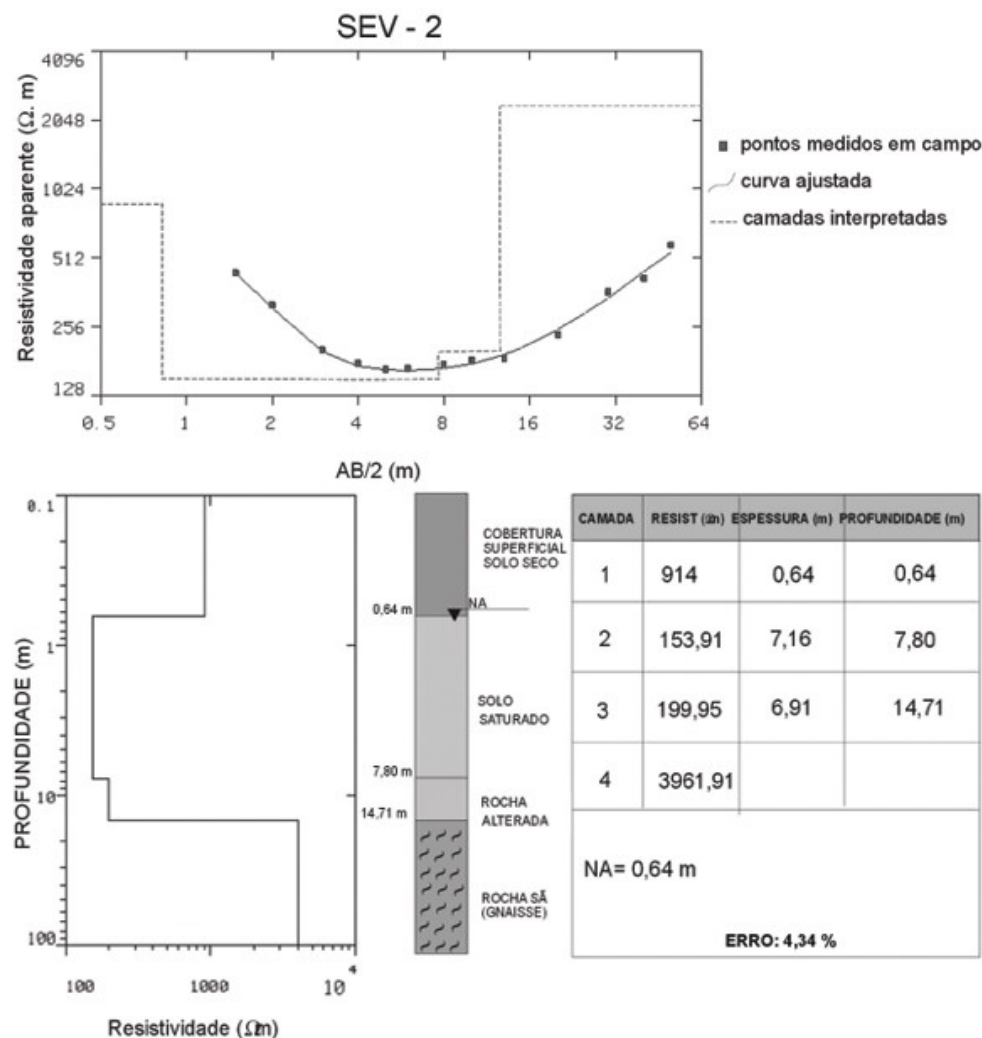 SEV - 2
Resistividade aparente (Ω. m)
4096
2048
1024
512
256
128
0.5 1 2 4 8 16 32 64
AB/2 (m)
pontos medidos em campo
curva ajustada
camadas interpretadas
PROFUNDIDADE (m)
0.1
1
10
100
100 1000 10⁴
Resistividade (Ωm)
COBERTURA
SUPERFICIAL
SOLO SECO
0,64 m
NA
SOLO
SATURADO
7,80 m
14,71 m
ROCHA
ALTERADA
ROCHA SÃ
(GNAISSE)
CAMADA RESIST (Ωm) ESPESSURA (m) PROFUNDIDADE (m)
1 914 0,64 0,64
2 153,91 7,16 7,80
3 199,95 6,91 14,71
4 3961,91
NA= 0,64 m
ERRO: 4,34 %